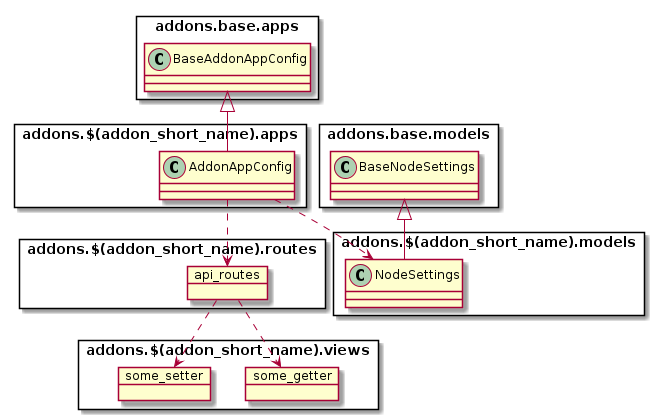 addons.base.apps
C BaseAddonAppConfig
addons.$(addon_short_name).apps
C AddonAppConfig
addons.base.models
C BaseNodeSettings
addons.$(addon_short_name).routes
api_routes
addons.$(addon_short_name).models
C NodeSettings
addons.$(addon_short_name).views
some_setter
some_getter